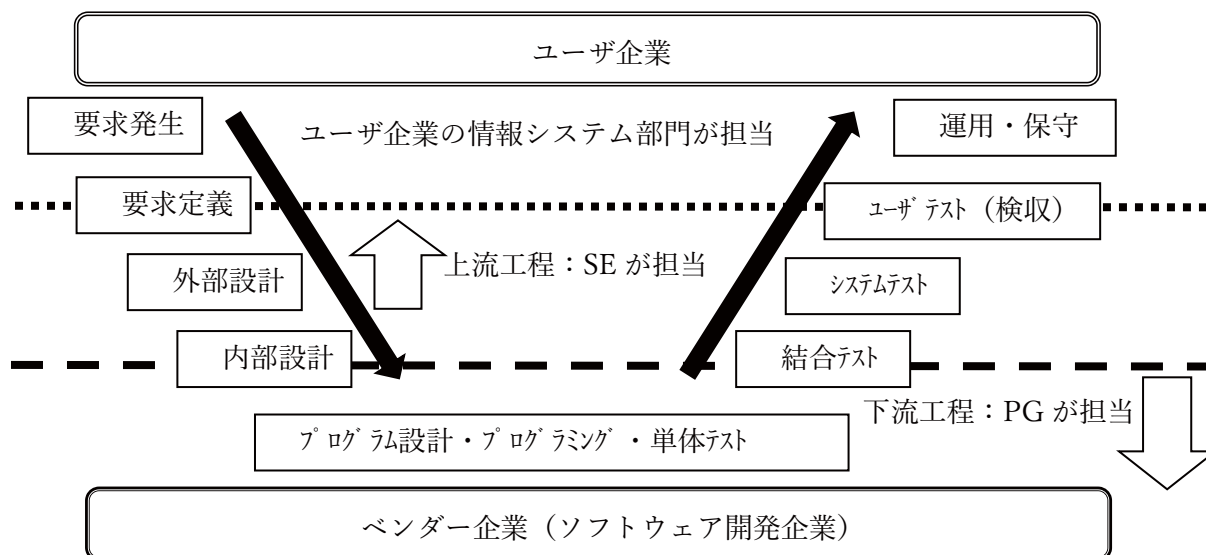 ユーザ企業
要求発生
ユーザ企業の情報システム部門が担当
運用・保守
要求定義
ユーザテスト（検収）
外部設計
上流工程：SE が担当
システムテスト
内部設計
結合テスト
下流工程：PG が担当
プログラム設計・プログラミング・単体テスト
ベンダー企業（ソフトウェア開発企業）